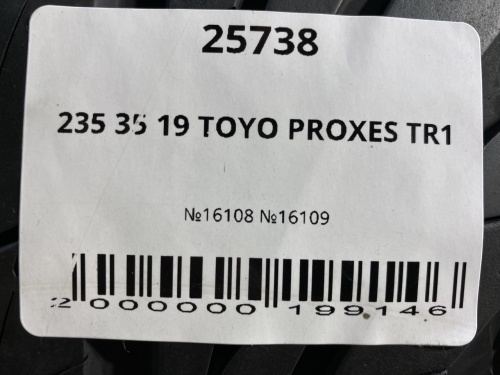 25738
235 35 19 TOYO PROXES TR1
№16108 №16109
2 000000 199146